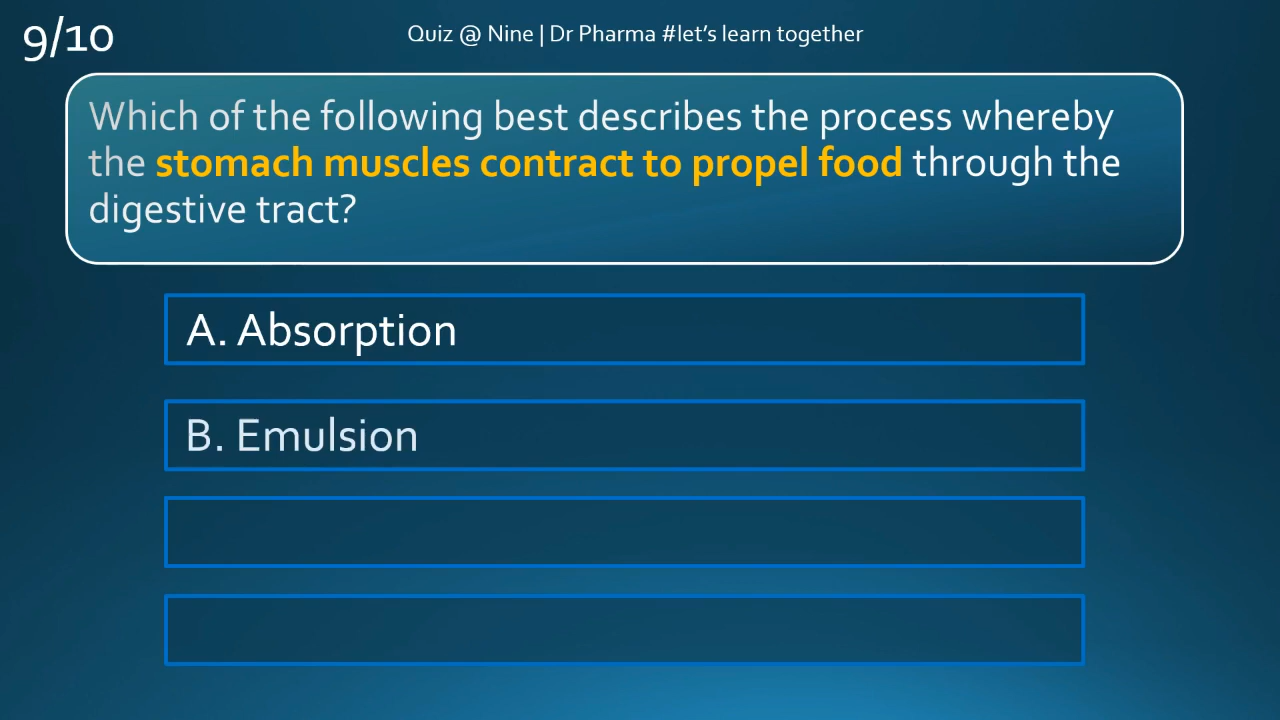 9/10
Quiz @ Nine | Dr Pharma #let's learn together
Which of the following best describes the process whereby
the stomach muscles contract to propel food through the
digestive tract?
A. Absorption
B. Emulsion